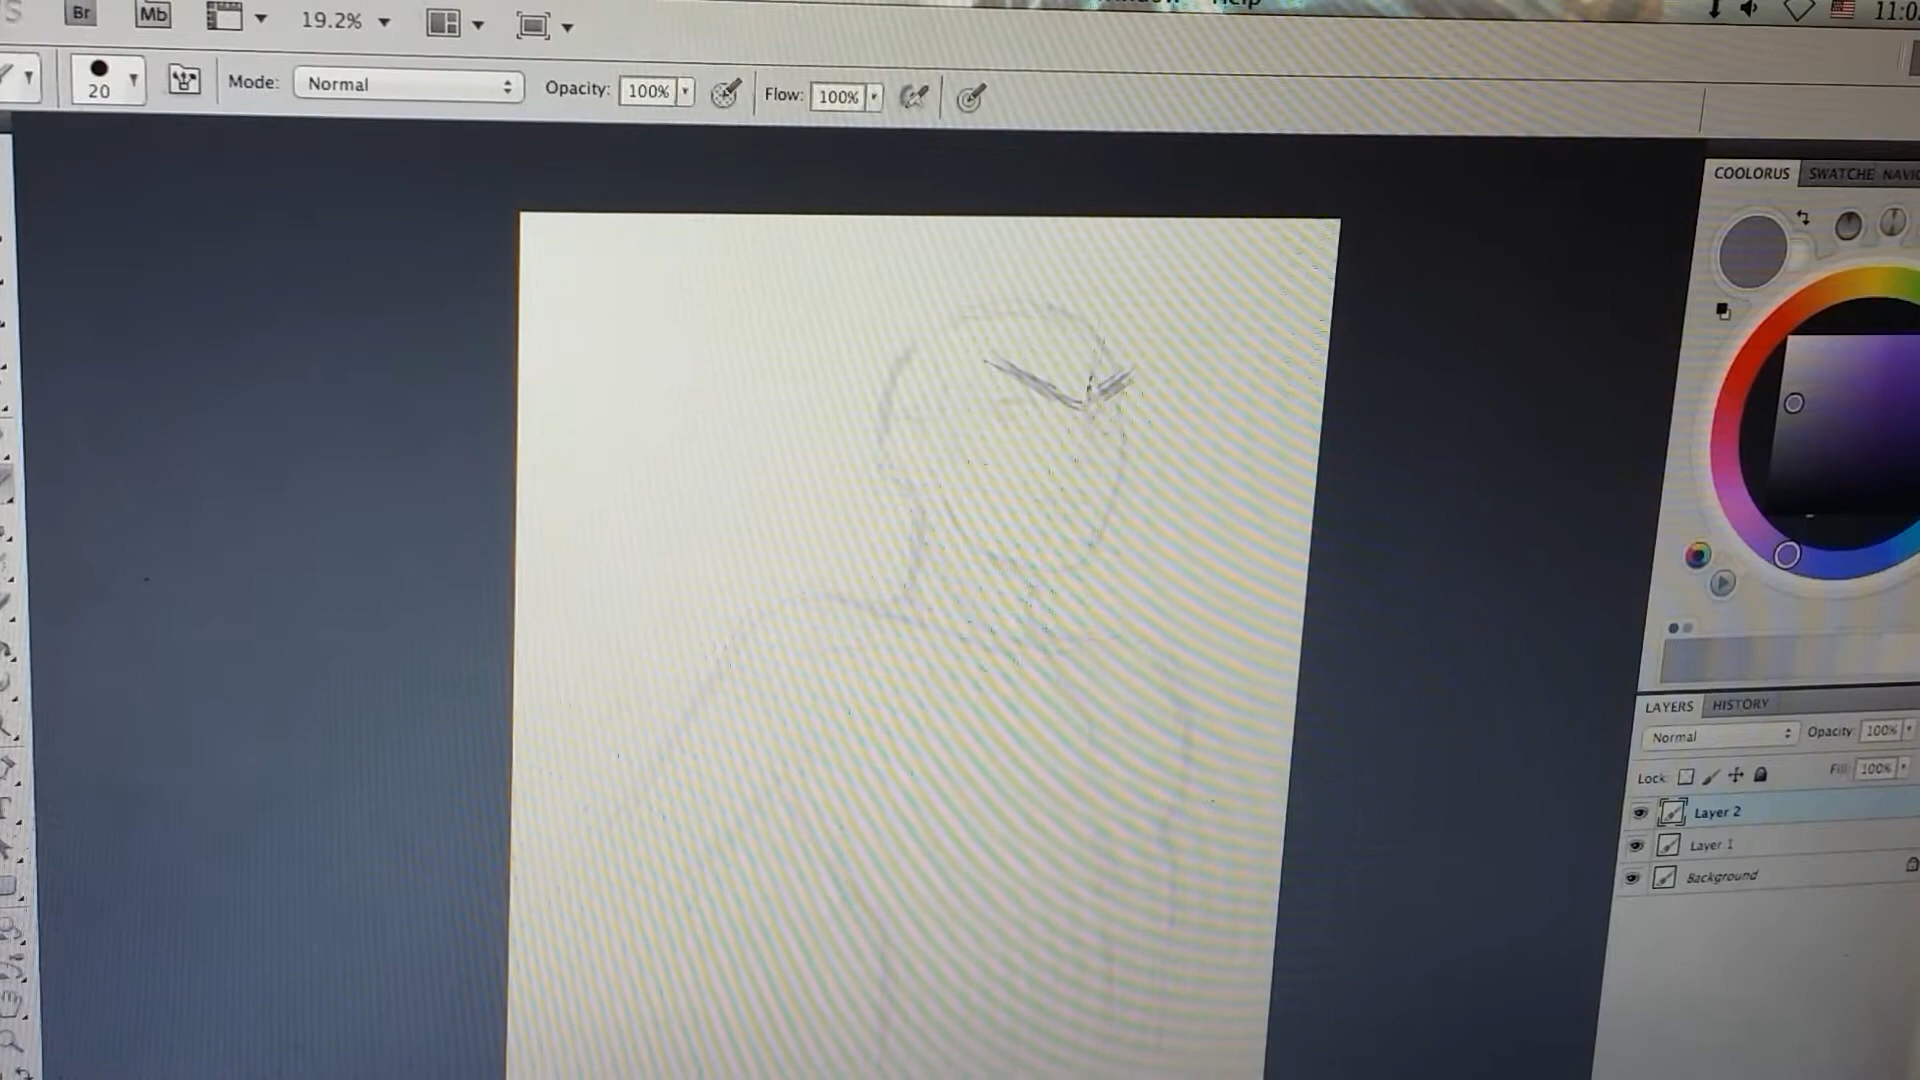 Help
Br
Mb
19.2%
20
Mode:
Normal
Opacity:
100%
Flow:
100%
COOLORUS
SWATCHE
LAYERS
HISTORY
Normal
Opacity:
100%
Lock:
Fill:
100%
Layer 2
Layer 1
Background